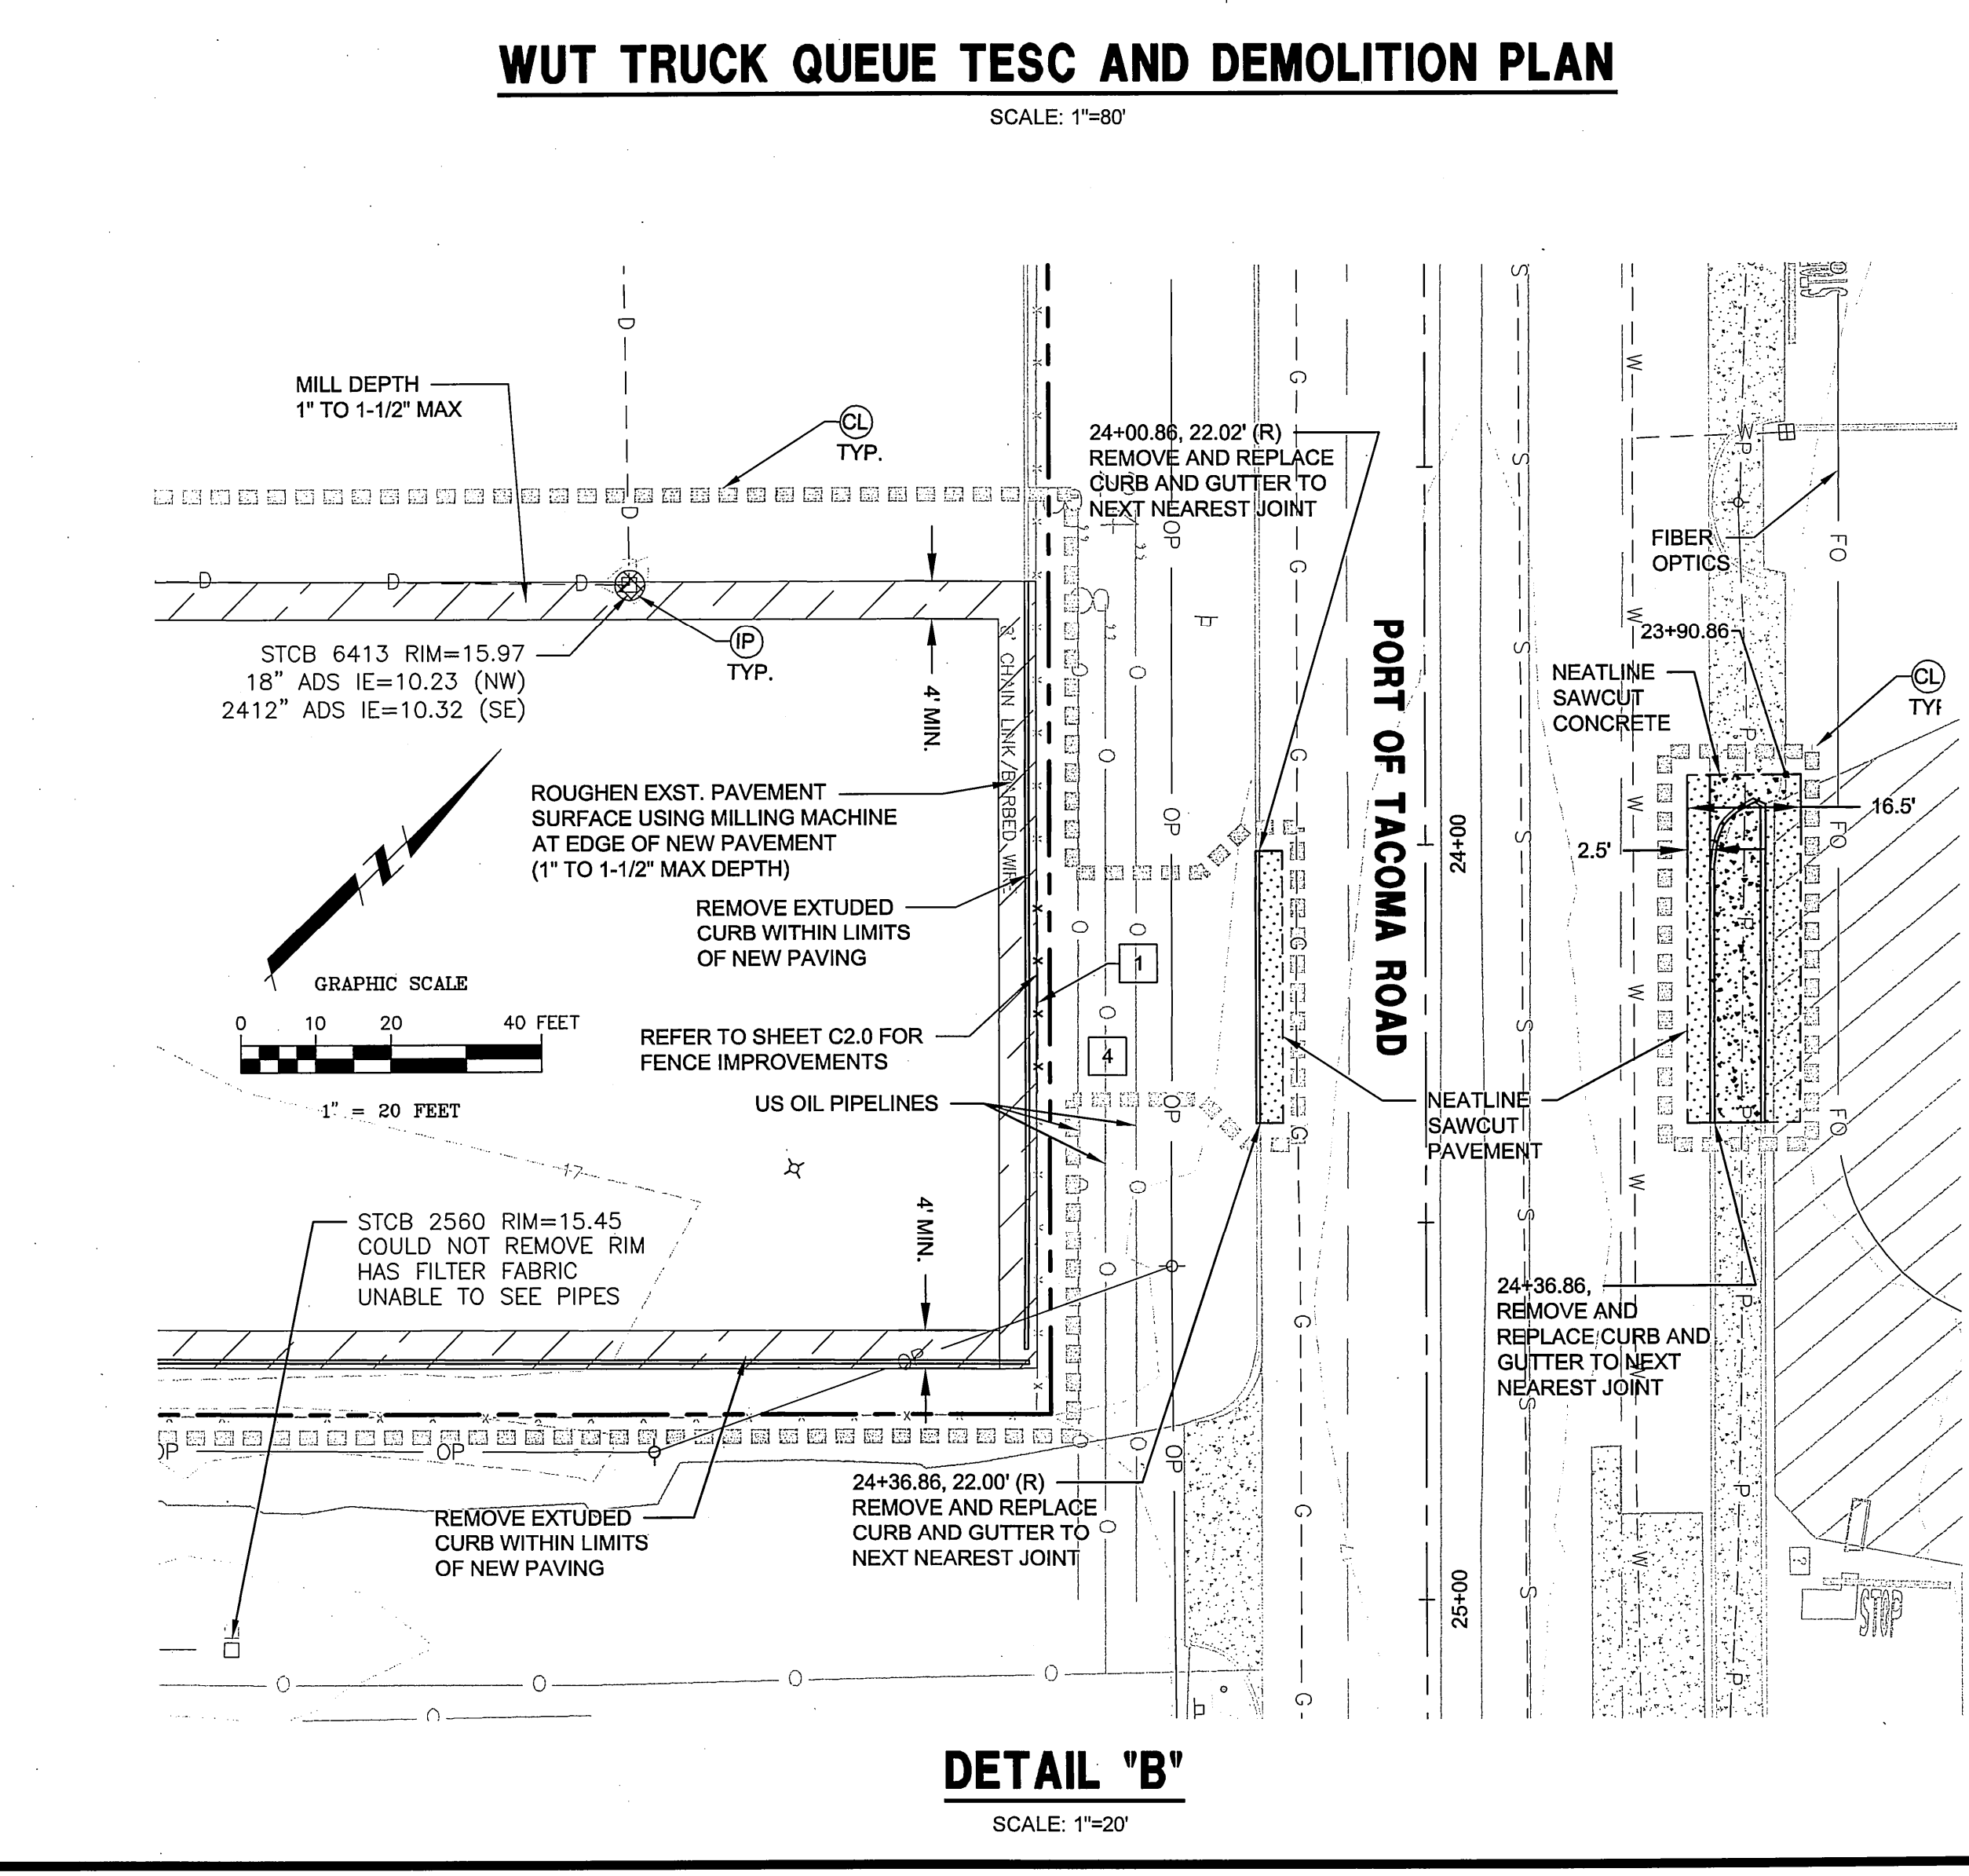 WUT TRUCK QUEUE TESC AND DEMOLITION PLAN
SCALE: 1"=80'
MILL DEPTH
1" TO 1-1/2" MAX
CL
TYP.
24+00.86, 22.02' (R)
REMOVE AND REPLACE
CURB AND GUTTER TO
NEXT NEAREST JOINT
FIBER
OPTICS
23+90.86
NEATLINE
SAWCUT
CONCRETE
CL
TYP
16.5'
2.5'
IP
TYP.
STCB 6413 RIM=15.97
18" ADS IE=10.23 (NW)
2412" ADS IE=10.32 (SE)
4' MIN.
CHAIN LINK/BARBED WIRE
PORT OF TACOMA ROAD
24+00
ROUGHEN EXST. PAVEMENT
SURFACE USING MILLING MACHINE
AT EDGE OF NEW PAVEMENT
(1" TO 1-1/2" MAX DEPTH)
REMOVE EXTUDED
CURB WITHIN LIMITS
OF NEW PAVING
1
GRAPHIC SCALE
0 10 20 40 FEET
1" = 20 FEET
REFER TO SHEET C2.0 FOR
FENCE IMPROVEMENTS
4
US OIL PIPELINES
NEATLINE
SAWCUT
PAVEMENT
17
STCB 2560 RIM=15.45
COULD NOT REMOVE RIM
HAS FILTER FABRIC
UNABLE TO SEE PIPES
4' MIN.
24+36.86,
REMOVE AND
REPLACE CURB AND
GUTTER TO NEXT
NEAREST JOINT
OP
OP
24+36.86, 22.00' (R)
REMOVE AND REPLACE
CURB AND GUTTER TO
NEXT NEAREST JOINT
REMOVE EXTUDED
CURB WITHIN LIMITS
OF NEW PAVING
25+00
STOP
DETAIL "B"
SCALE: 1"=20'